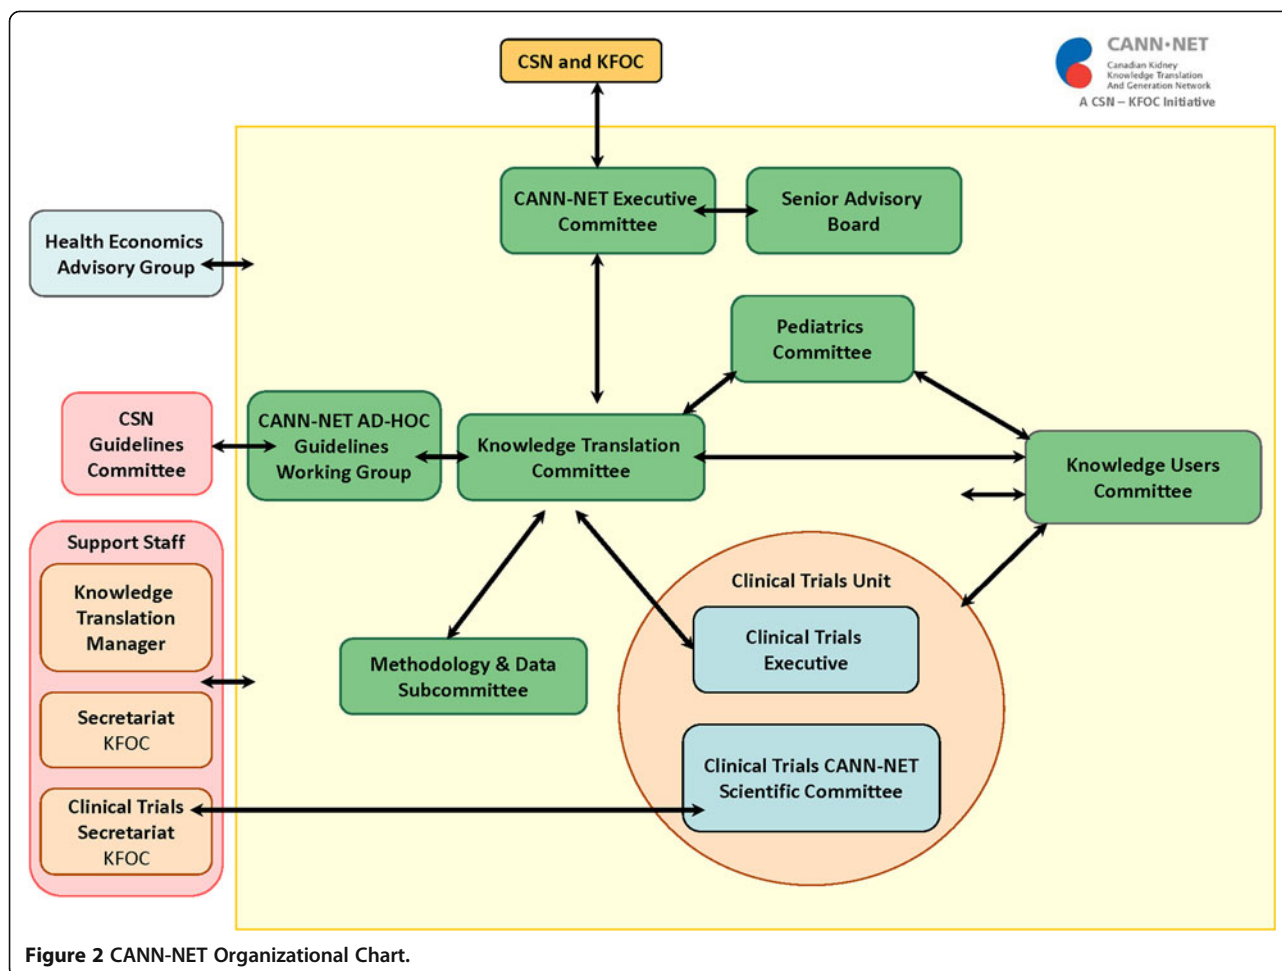 CSN and KFOC
CANN·NET
Canadian Kidney
Knowledge Translation
And Generation Network
A CSN – KFOC Initiative
CANN-NET Executive
Committee
Senior Advisory
Board
Health Economics
Advisory Group
Pediatrics
Committee
CSN
Guidelines
Committee
CANN-NET AD-HOC
Guidelines
Working Group
Knowledge Translation
Committee
Knowledge Users
Committee
Support Staff
Knowledge
Translation
Manager
Secretariat
KFOC
Clinical Trials
Secretariat
KFOC
Methodology & Data
Subcommittee
Clinical Trials Unit
Clinical Trials
Executive
Clinical Trials CANN-NET
Scientific Committee
Figure 2 CANN-NET Organizational Chart.